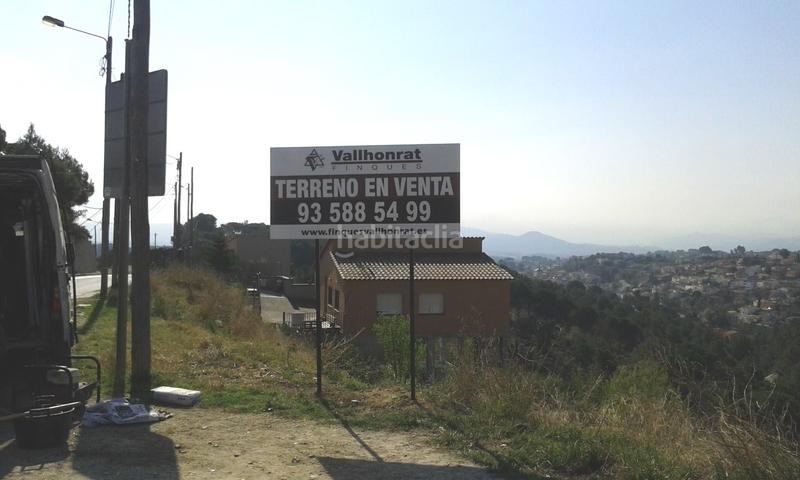 Vallhonrat
FINQUES
TERRENO EN VENTA
93 588 54 99
www.finquesvallhonrat.es
habitaclia